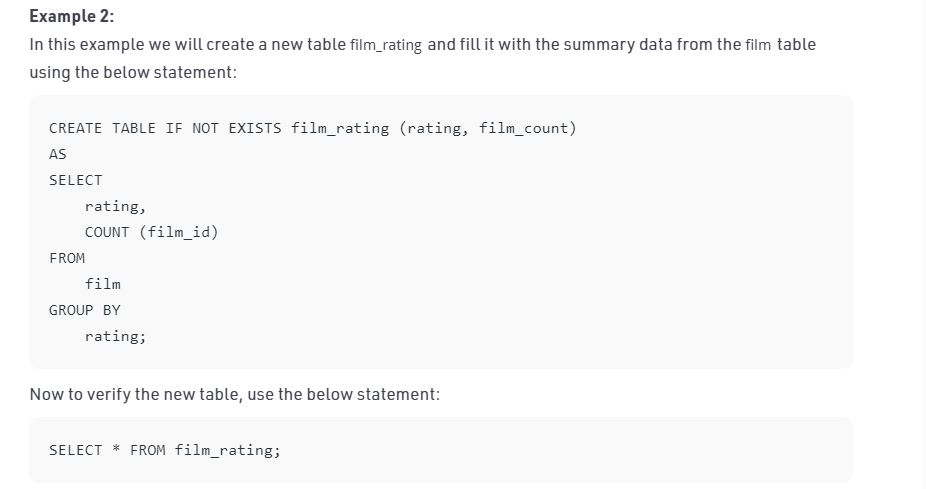 Example 2:
In this example we will create a new table film_rating and fill it with the summary data from the film table
using the below statement:
CREATE TABLE IF NOT EXISTS film_rating (rating, film_count)
AS
SELECT
    rating,
    COUNT (film_id)
FROM
    film
GROUP BY
    rating;
Now to verify the new table, use the below statement:
SELECT * FROM film_rating;